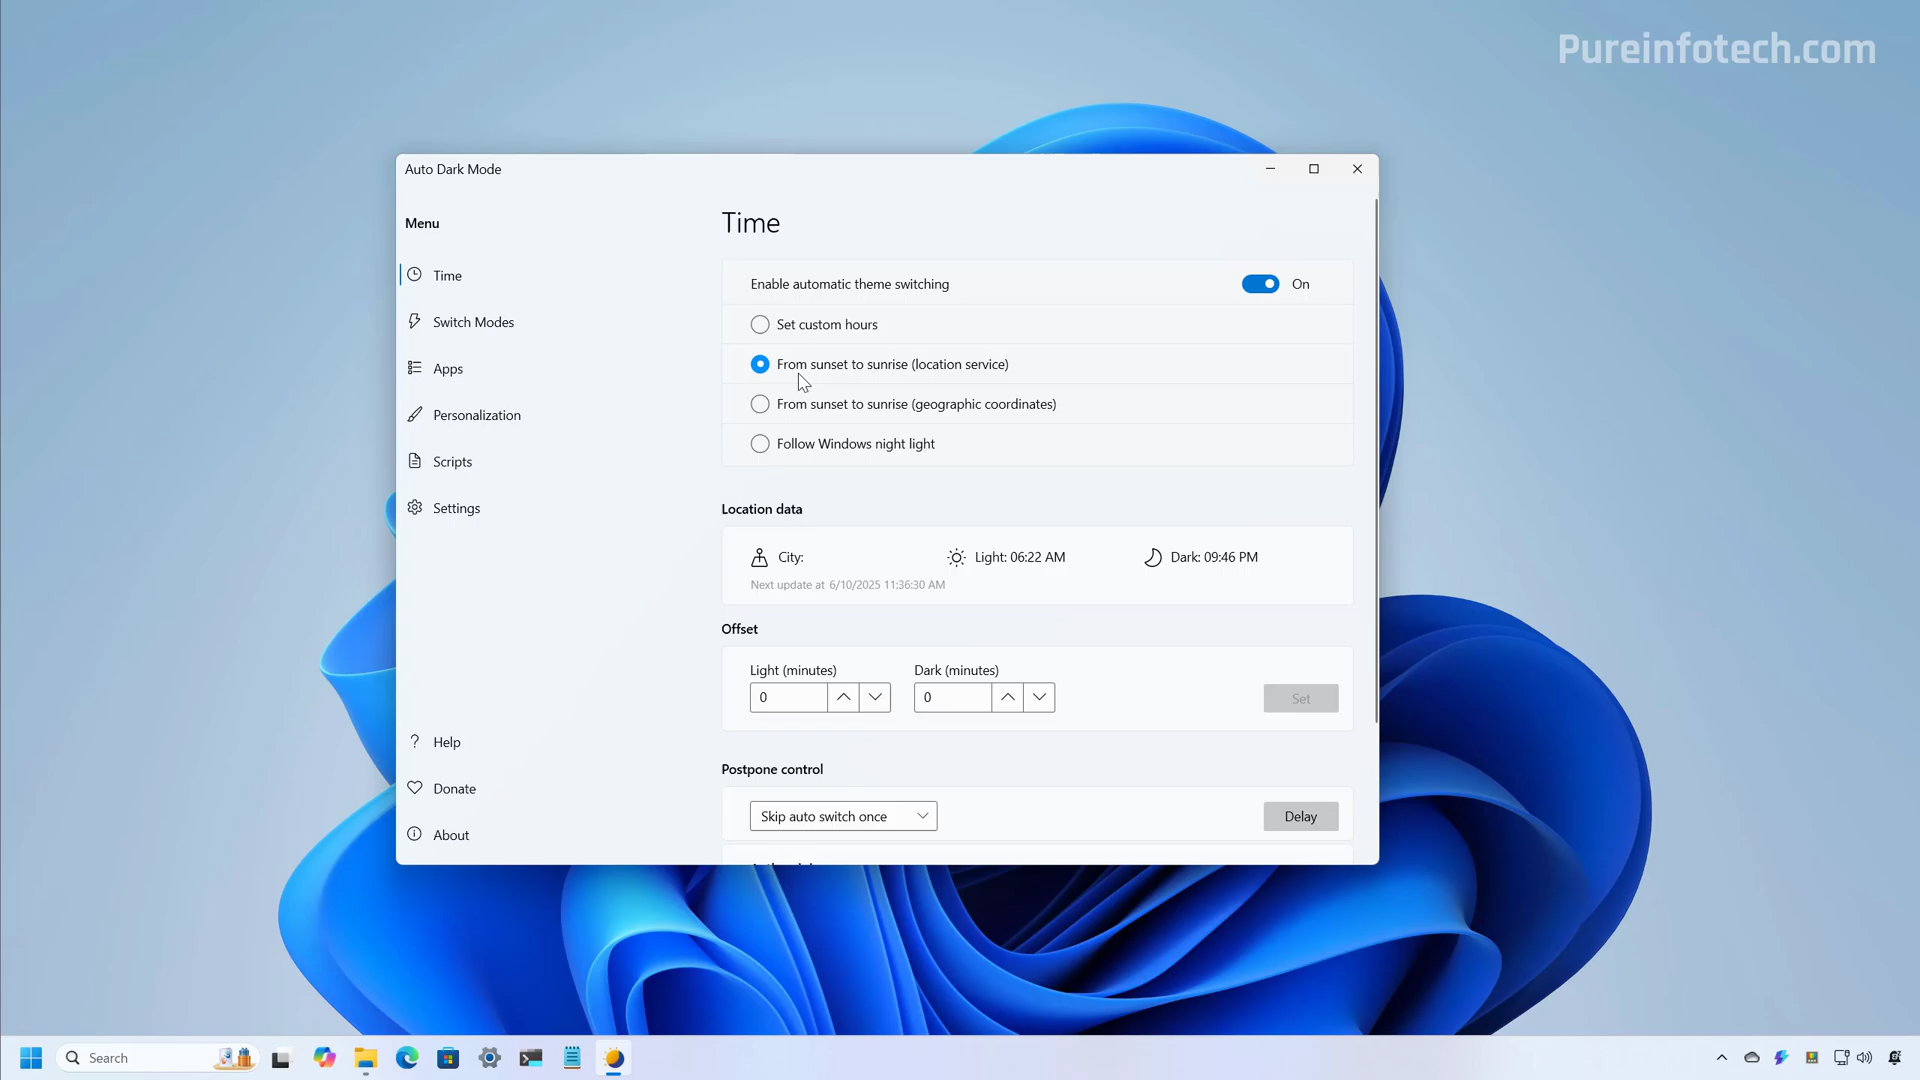 Pureinfotech.com
Auto Dark Mode
Menu
Time
Switch Modes
Apps
Personalization
Scripts
Settings
Help
Donate
About
Time
Enable automatic theme switching
On
Set custom hours
From sunset to sunrise (location service)
From sunset to sunrise (geographic coordinates)
Follow Windows night light
Location data
City:
Light: 06:22 AM
Dark: 09:46 PM
Next update at 6/10/2025 11:36:30 AM
Offset
Light (minutes)
Dark (minutes)
0
0
Set
Postpone control
Skip auto switch once
Delay
Search